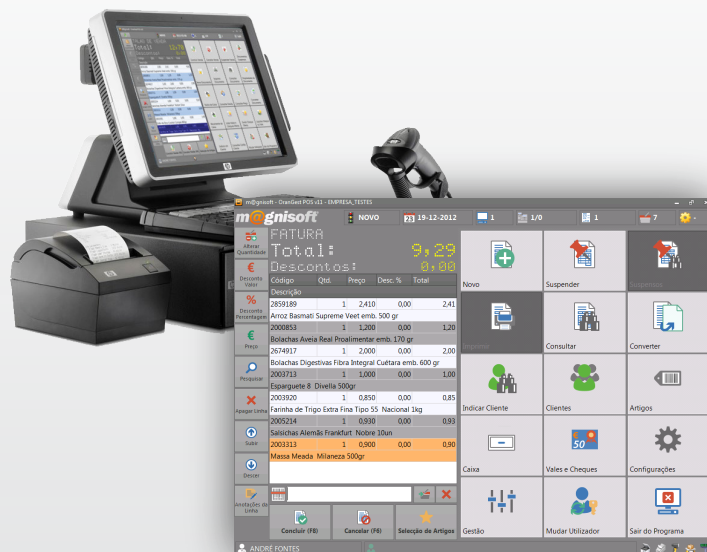 m@gnisoft - OranGest POS v11 - EMPRESA_TESTES
m@gnisoft NOVO 23 19-12-2012 1 1/0 1 7
FATURA
Total: 9,29
Descontos: 0,00
Alterar Quantidade
Desconto Valor
Desconto Percentagem
Preço
Pesquisar
Apagar Linha
Subir
Descer
Anotações da Linha
Código Qtd. Preço Desc. % Total
Descrição
2859189 1 2,410 0,00 2,41
Arroz Basmati Supreme Veet emb. 500 gr
2000853 1 1,200 0,00 1,20
Bolachas Aveia Real Proalimentar emb. 170 gr
2674917 1 2,000 0,00 2,00
Bolachas Digestivas Fibra Integral Cuétara emb. 600 gr
2003713 1 1,000 0,00 1,00
Esparguete 8 Divella 500gr
2003920 1 0,850 0,00 0,85
Farinha de Trigo Extra Fina Tipo 55 Nacional 1kg
2005214 1 0,930 0,00 0,93
Salsichas Alemãs Frankfurt Nobre 10un
2003313 1 0,900 0,00 0,90
Massa Meada Milaneza 500gr
Concluir (F8) Cancelar (F6) Selecção de Artigos
Novo Suspender Suspensos
Imprimir Consultar Converter
Indicar Cliente Clientes Artigos
50
Caixa Vales e Cheques Configurações
Gestão Mudar Utilizador Sair do Programa
ANDRÉ FONTES